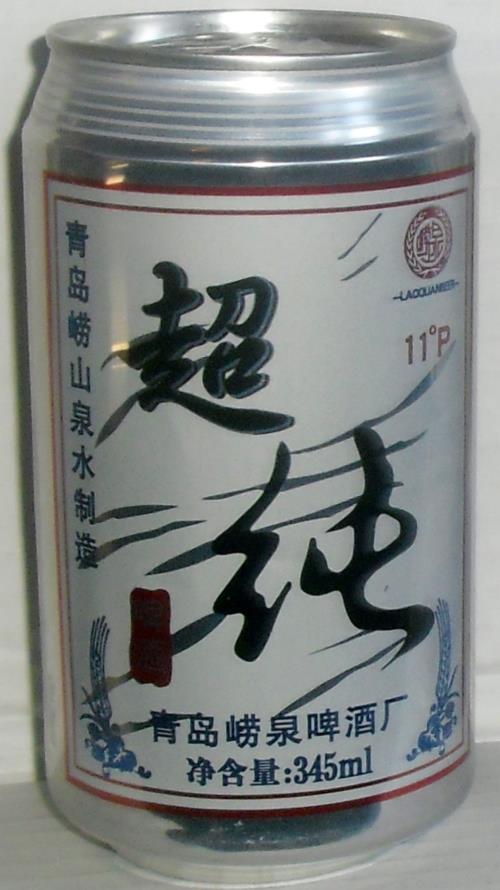 青岛崂山泉水制造
LAOQUANBEER
11°P
超
纯
青岛崂泉啤酒厂
净含量:345ml